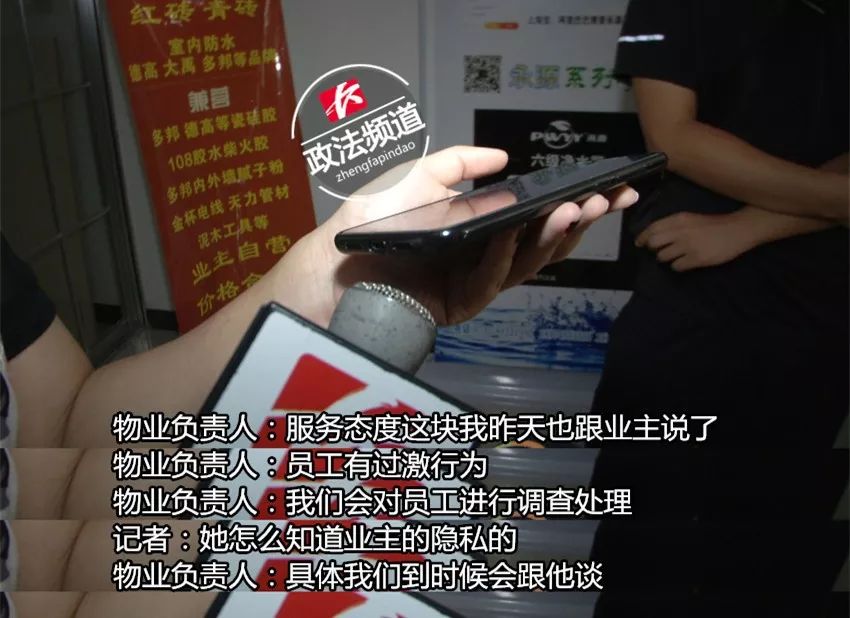 红砖 青砖
室内防水
德高 大禹 多邦等品牌
兼营
多邦 德高等瓷砖胶
108胶水柴火胶
多邦内外墙腻子粉
金杯电线 天力管材
泥木工具等
业主自营
价格合
政法频道
zhengfapindao
永源系列
六级净水
物业负责人：服务态度这块我昨天也跟业主说了
物业负责人：员工有过激行为
物业负责人：我们会对员工进行调查处理
记者：她怎么知道业主的隐私的
物业负责人：具体我们到时候会跟他谈